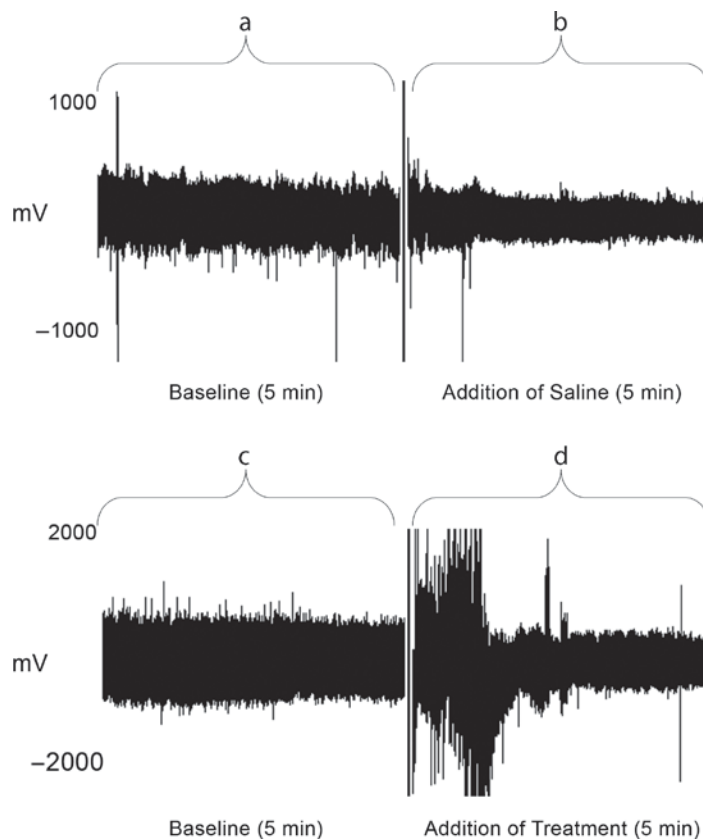 a b
1000
mV
–1000
Baseline (5 min) Addition of Saline (5 min)
c d
2000
mV
–2000
Baseline (5 min) Addition of Treatment (5 min)